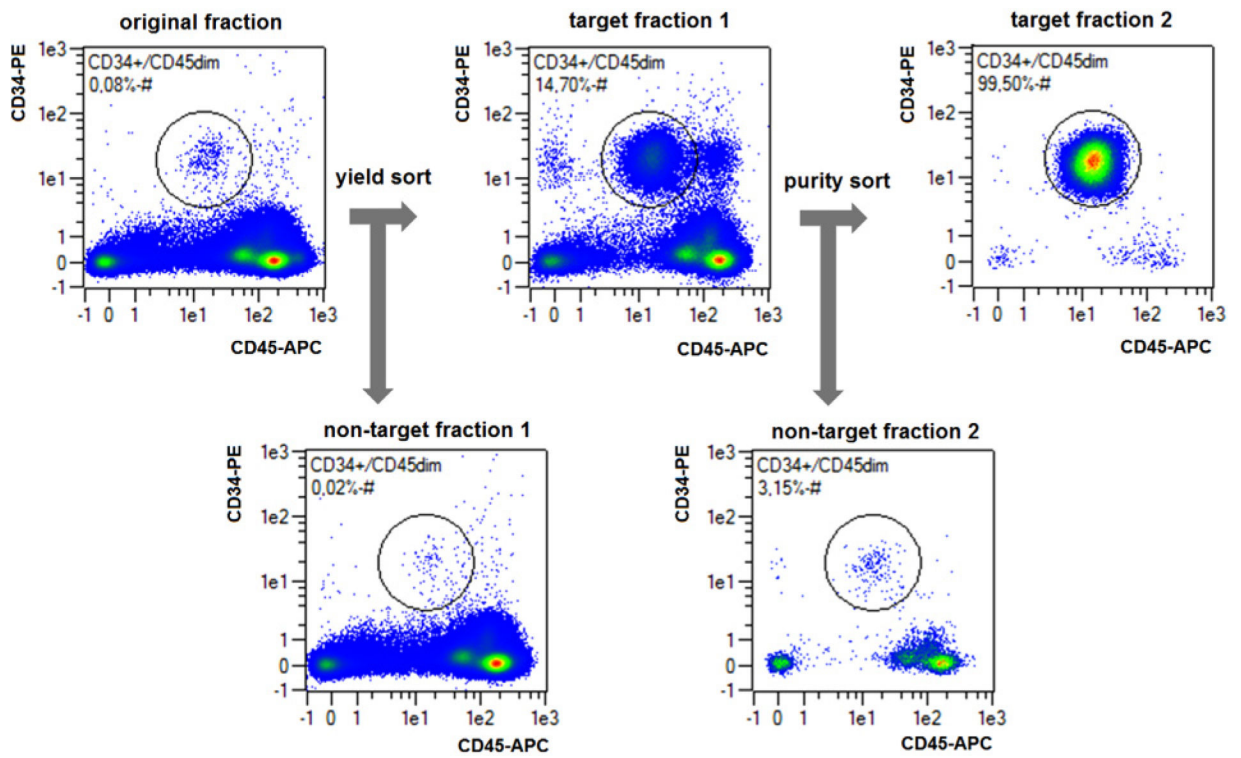 original fraction
target fraction 1
target fraction 2
CD34-PE
1e3
1e2
1e1
1
0
-1
CD34+/CD45dim
0,08%-#
-1 0 1 1e1 1e2 1e3
CD45-APC
yield sort
CD34-PE
1e3
1e2
1e1
1
0
-1
CD34+/CD45dim
14,70%-#
-1 0 1 1e1 1e2 1e3
CD45-APC
purity sort
CD34-PE
1e3
1e2
1e1
1
0
-1
CD34+/CD45dim
99,50%-#
-1 0 1 1e1 1e2 1e3
CD45-APC
non-target fraction 1
non-target fraction 2
CD34-PE
1e3
1e2
1e1
1
0
-1
CD34+/CD45dim
0,02%-#
-1 0 1 1e1 1e2 1e3
CD45-APC
CD34-PE
1e3
1e2
1e1
1
0
-1
CD34+/CD45dim
3,15%-#
-1 0 1 1e1 1e2 1e3
CD45-APC